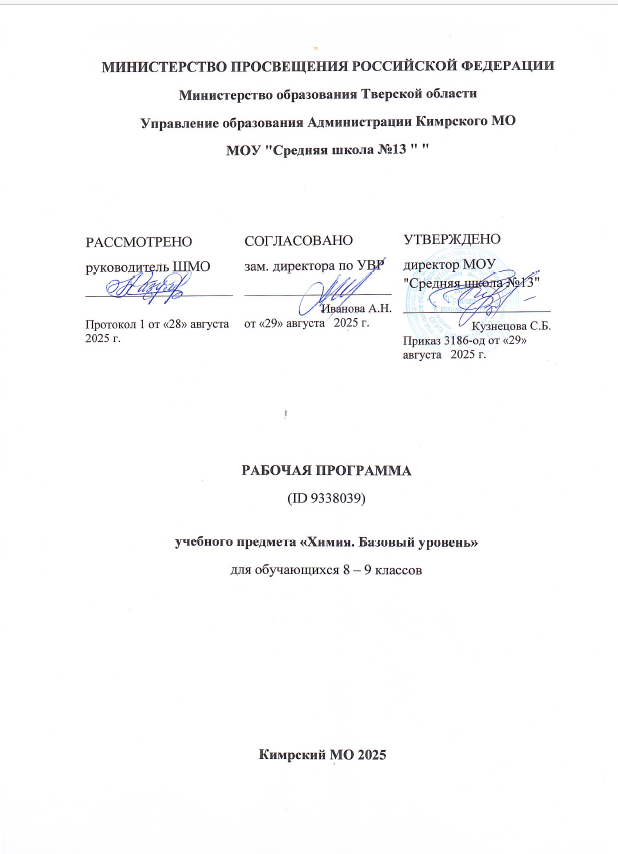 МИНИСТЕРСТВО ПРОСВЕЩЕНИЯ РОССИЙСКОЙ ФЕДЕРАЦИИ
Министерство образования Тверской области
Управление образования Администрации Кимрского МО
МОУ "Средняя школа №13 " "
РАССМОТРЕНО
руководитель ШМО
Протокол 1 от «28» августа
2025 г.
СОГЛАСОВАНО
зам. директора по УВР
Иванова А.Н.
от «29» августа 2025 г.
УТВЕРЖДЕНО
директор МОУ
"Средняя школа №13"
Кузнецова С.Б.
Приказ 3186-од от «29»
августа 2025 г.
РАБОЧАЯ ПРОГРАММА
(ID 9338039)
учебного предмета «Химия. Базовый уровень»
для обучающихся 8 – 9 классов
Кимрский МО 2025